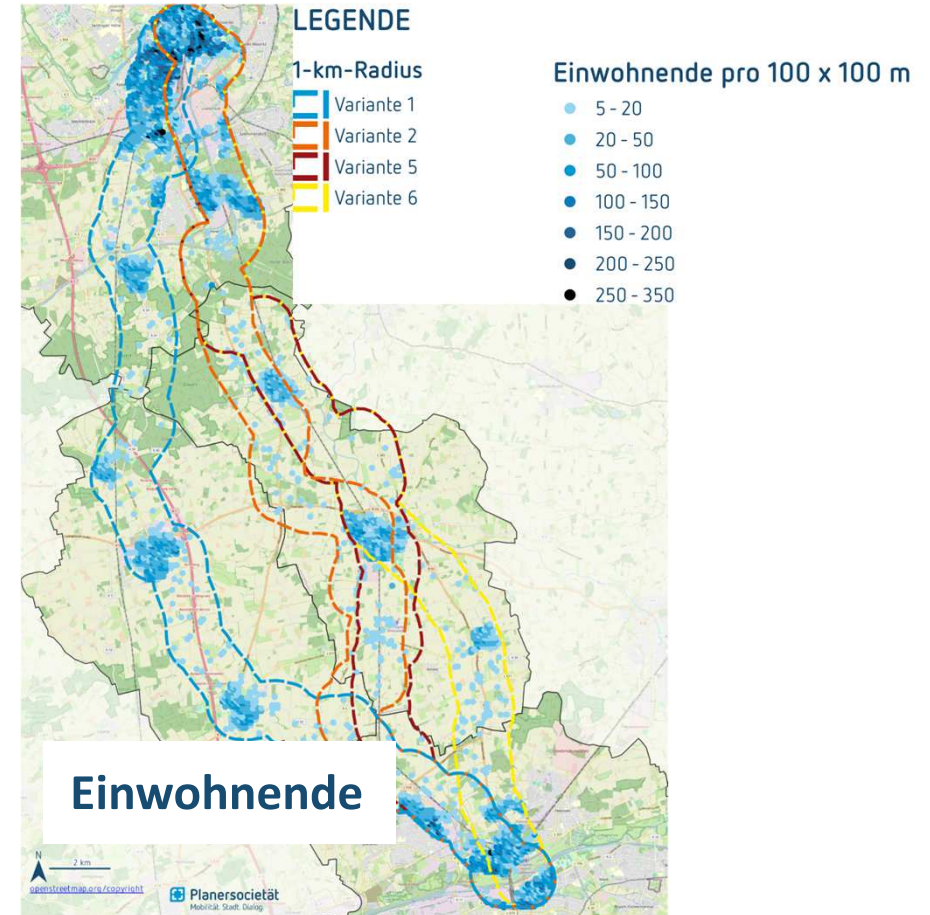 LEGENDE
1-km-Radius
Variante 1
Variante 2
Variante 5
Variante 6
Einwohnende pro 100 x 100 m
5 - 20
20 - 50
50 - 100
100 - 150
150 - 200
200 - 250
250 - 350
Einwohnende
N
2 km
openstreetmap.org/copyright
Planersocietät
Mobilität. Stadt. Dialog.